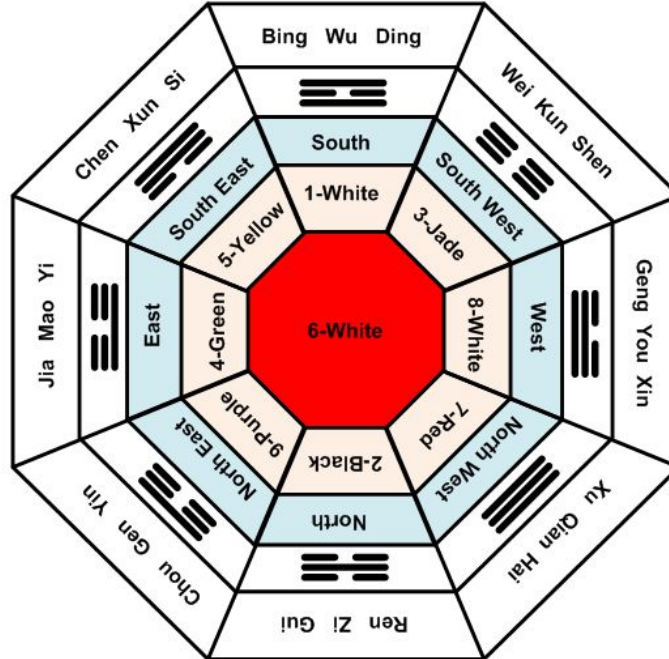 Bing Wu Ding
South
1-White
Wei Kun Shen
South West
3-Jade
Geng You Xin
West
8-White
Xu Qian Hai
North West
7-Red
Ren Zi Gui
North
2-Black
Chou Gen Yin
North East
9-Purple
Jia Mao Yi
East
4-Green
Chen Xun Si
South East
5-Yellow
6-White